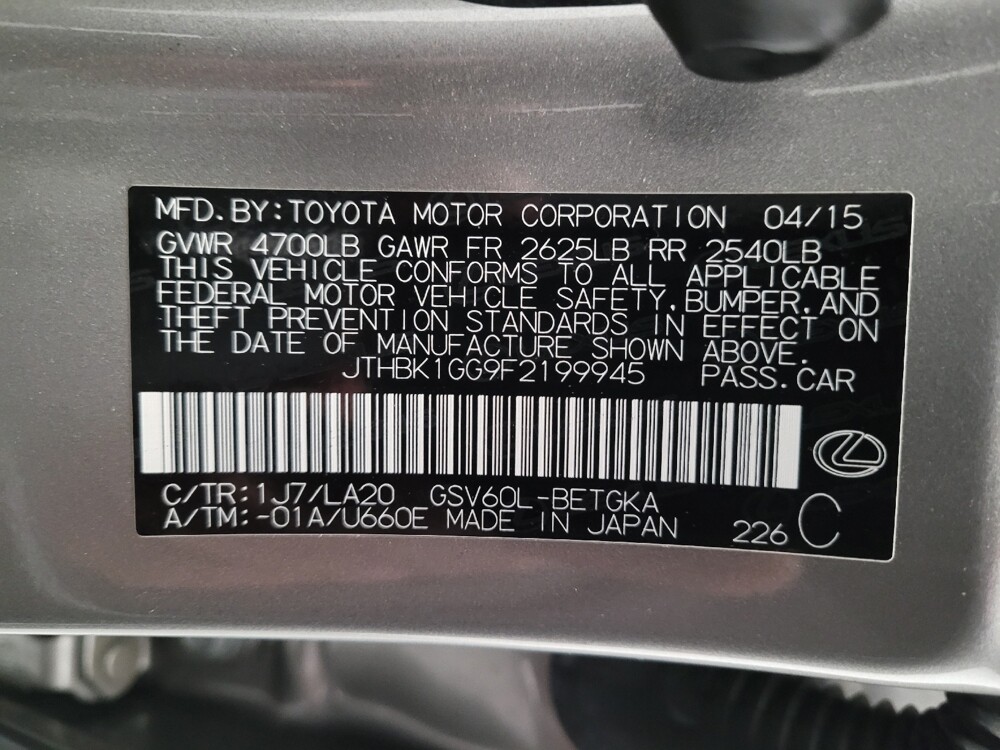 MFD.BY:TOYOTA MOTOR CORPORATION 04/15
GVWR 4700LB GAWR FR 2625LB RR 2540LB
THIS VEHICLE CONFORMS TO ALL APPLICABLE
FEDERAL MOTOR VEHICLE SAFETY,BUMPER,AND
THEFT PREVENTION STANDARDS IN EFFECT ON
THE DATE OF MANUFACTURE SHOWN ABOVE.
JTHBK1GG9F2199945 PASS.CAR
C/TR:1J7/LA20 GSV60L-BETGKA
A/TM:-01A/U660E MADE IN JAPAN 226 C